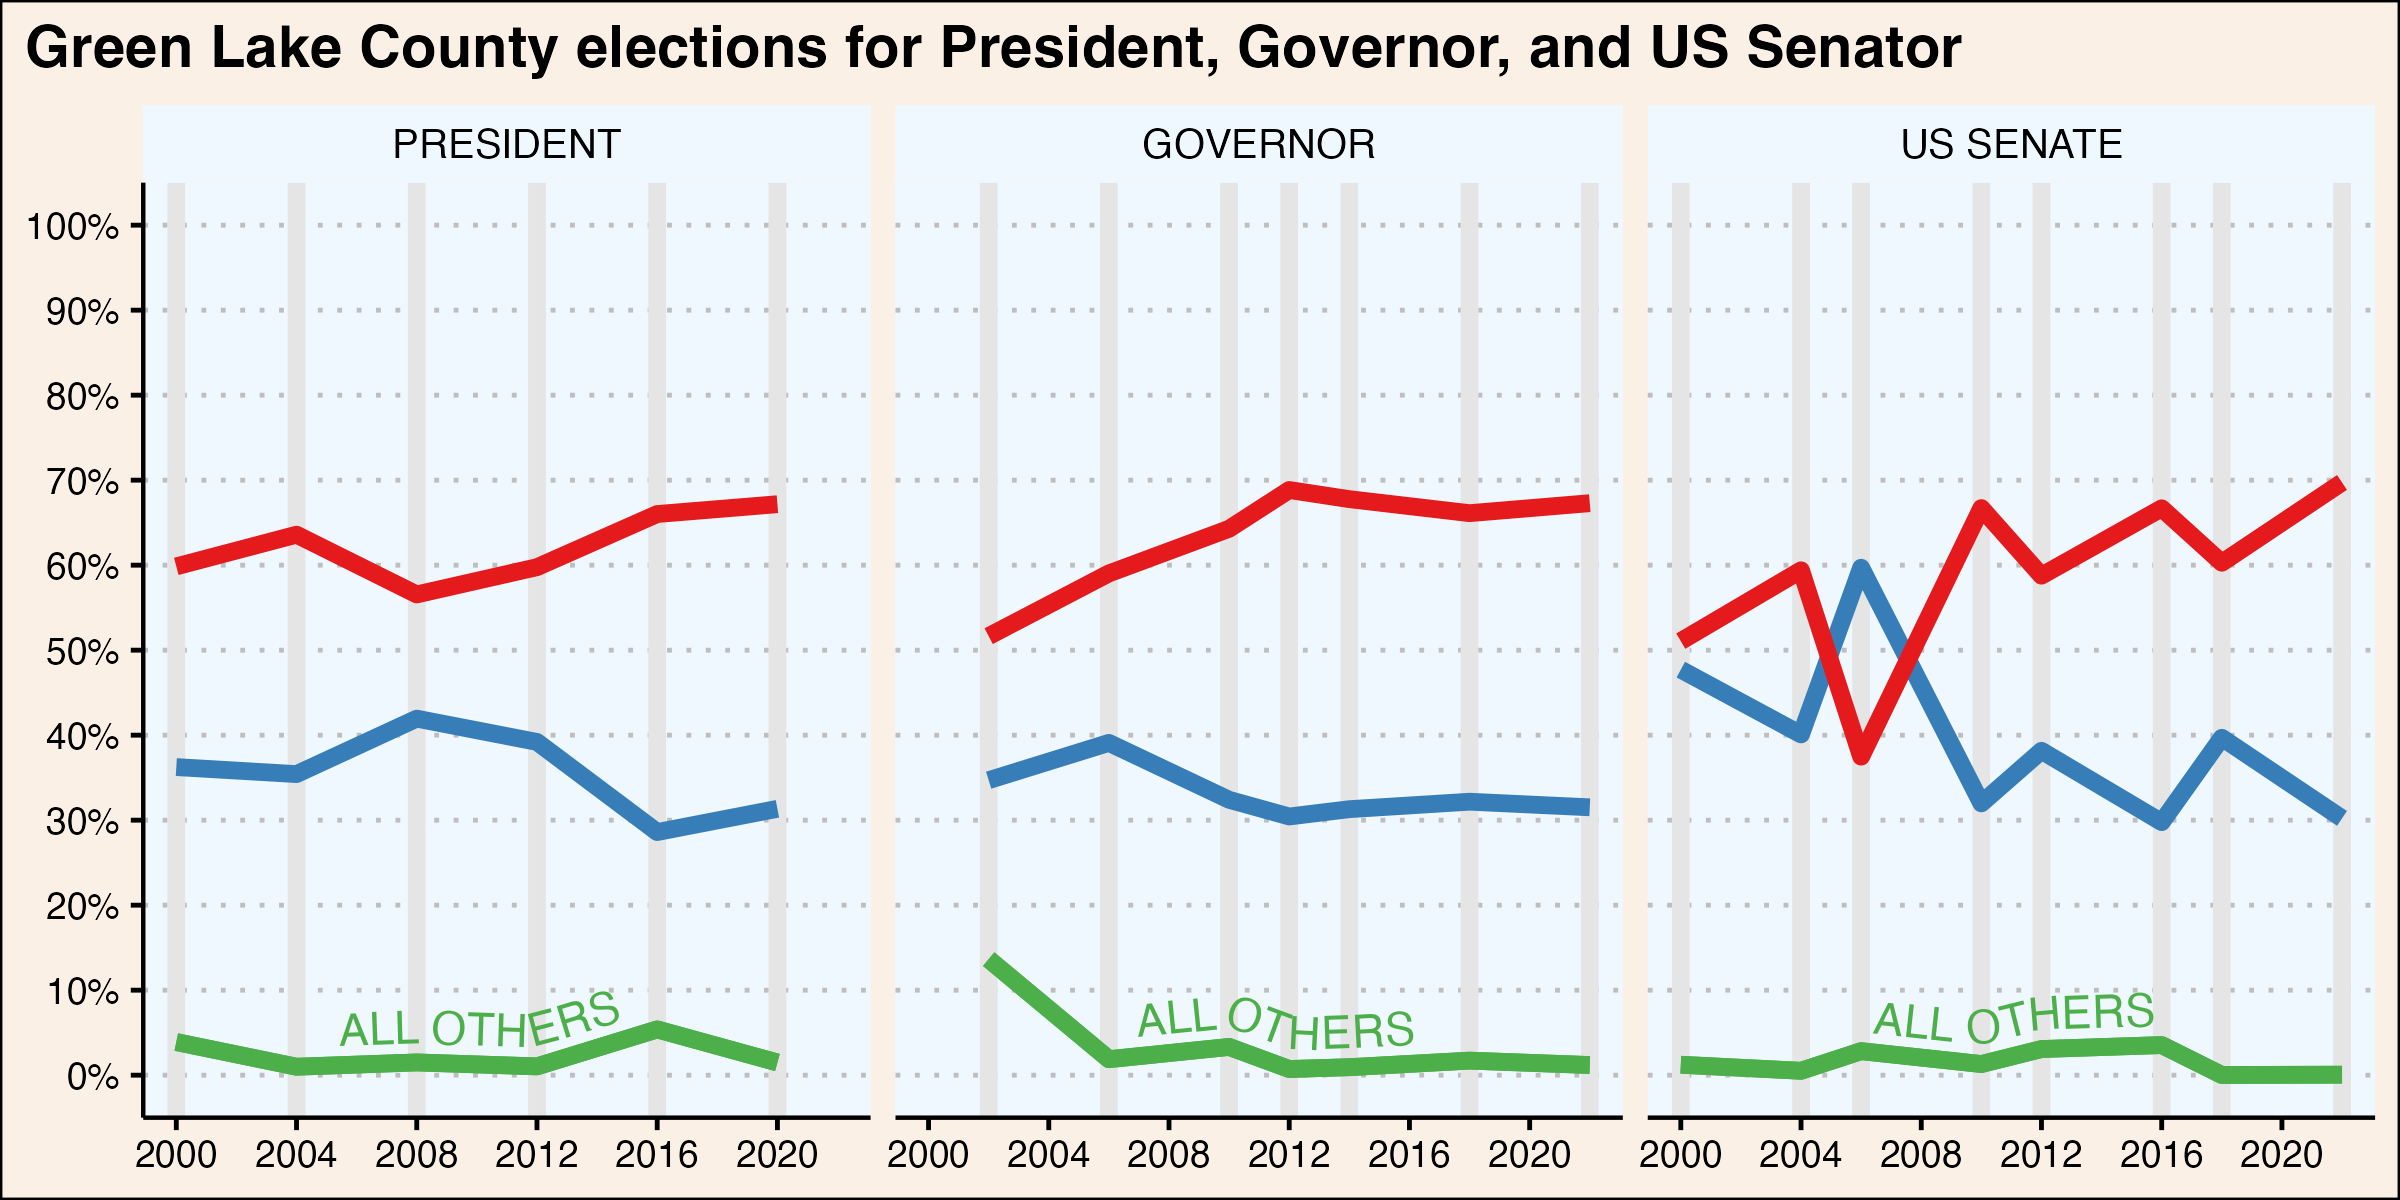 Green Lake County elections for President, Governor, and US Senator
PRESIDENT
GOVERNOR
US SENATE
100%
90%
80%
70%
60%
50%
40%
30%
20%
10%
0%
ALL OTHERS
ALL OTHERS
ALL OTHERS
2000 2004 2008 2012 2016 2020
2000 2004 2008 2012 2016 2020
2000 2004 2008 2012 2016 2020